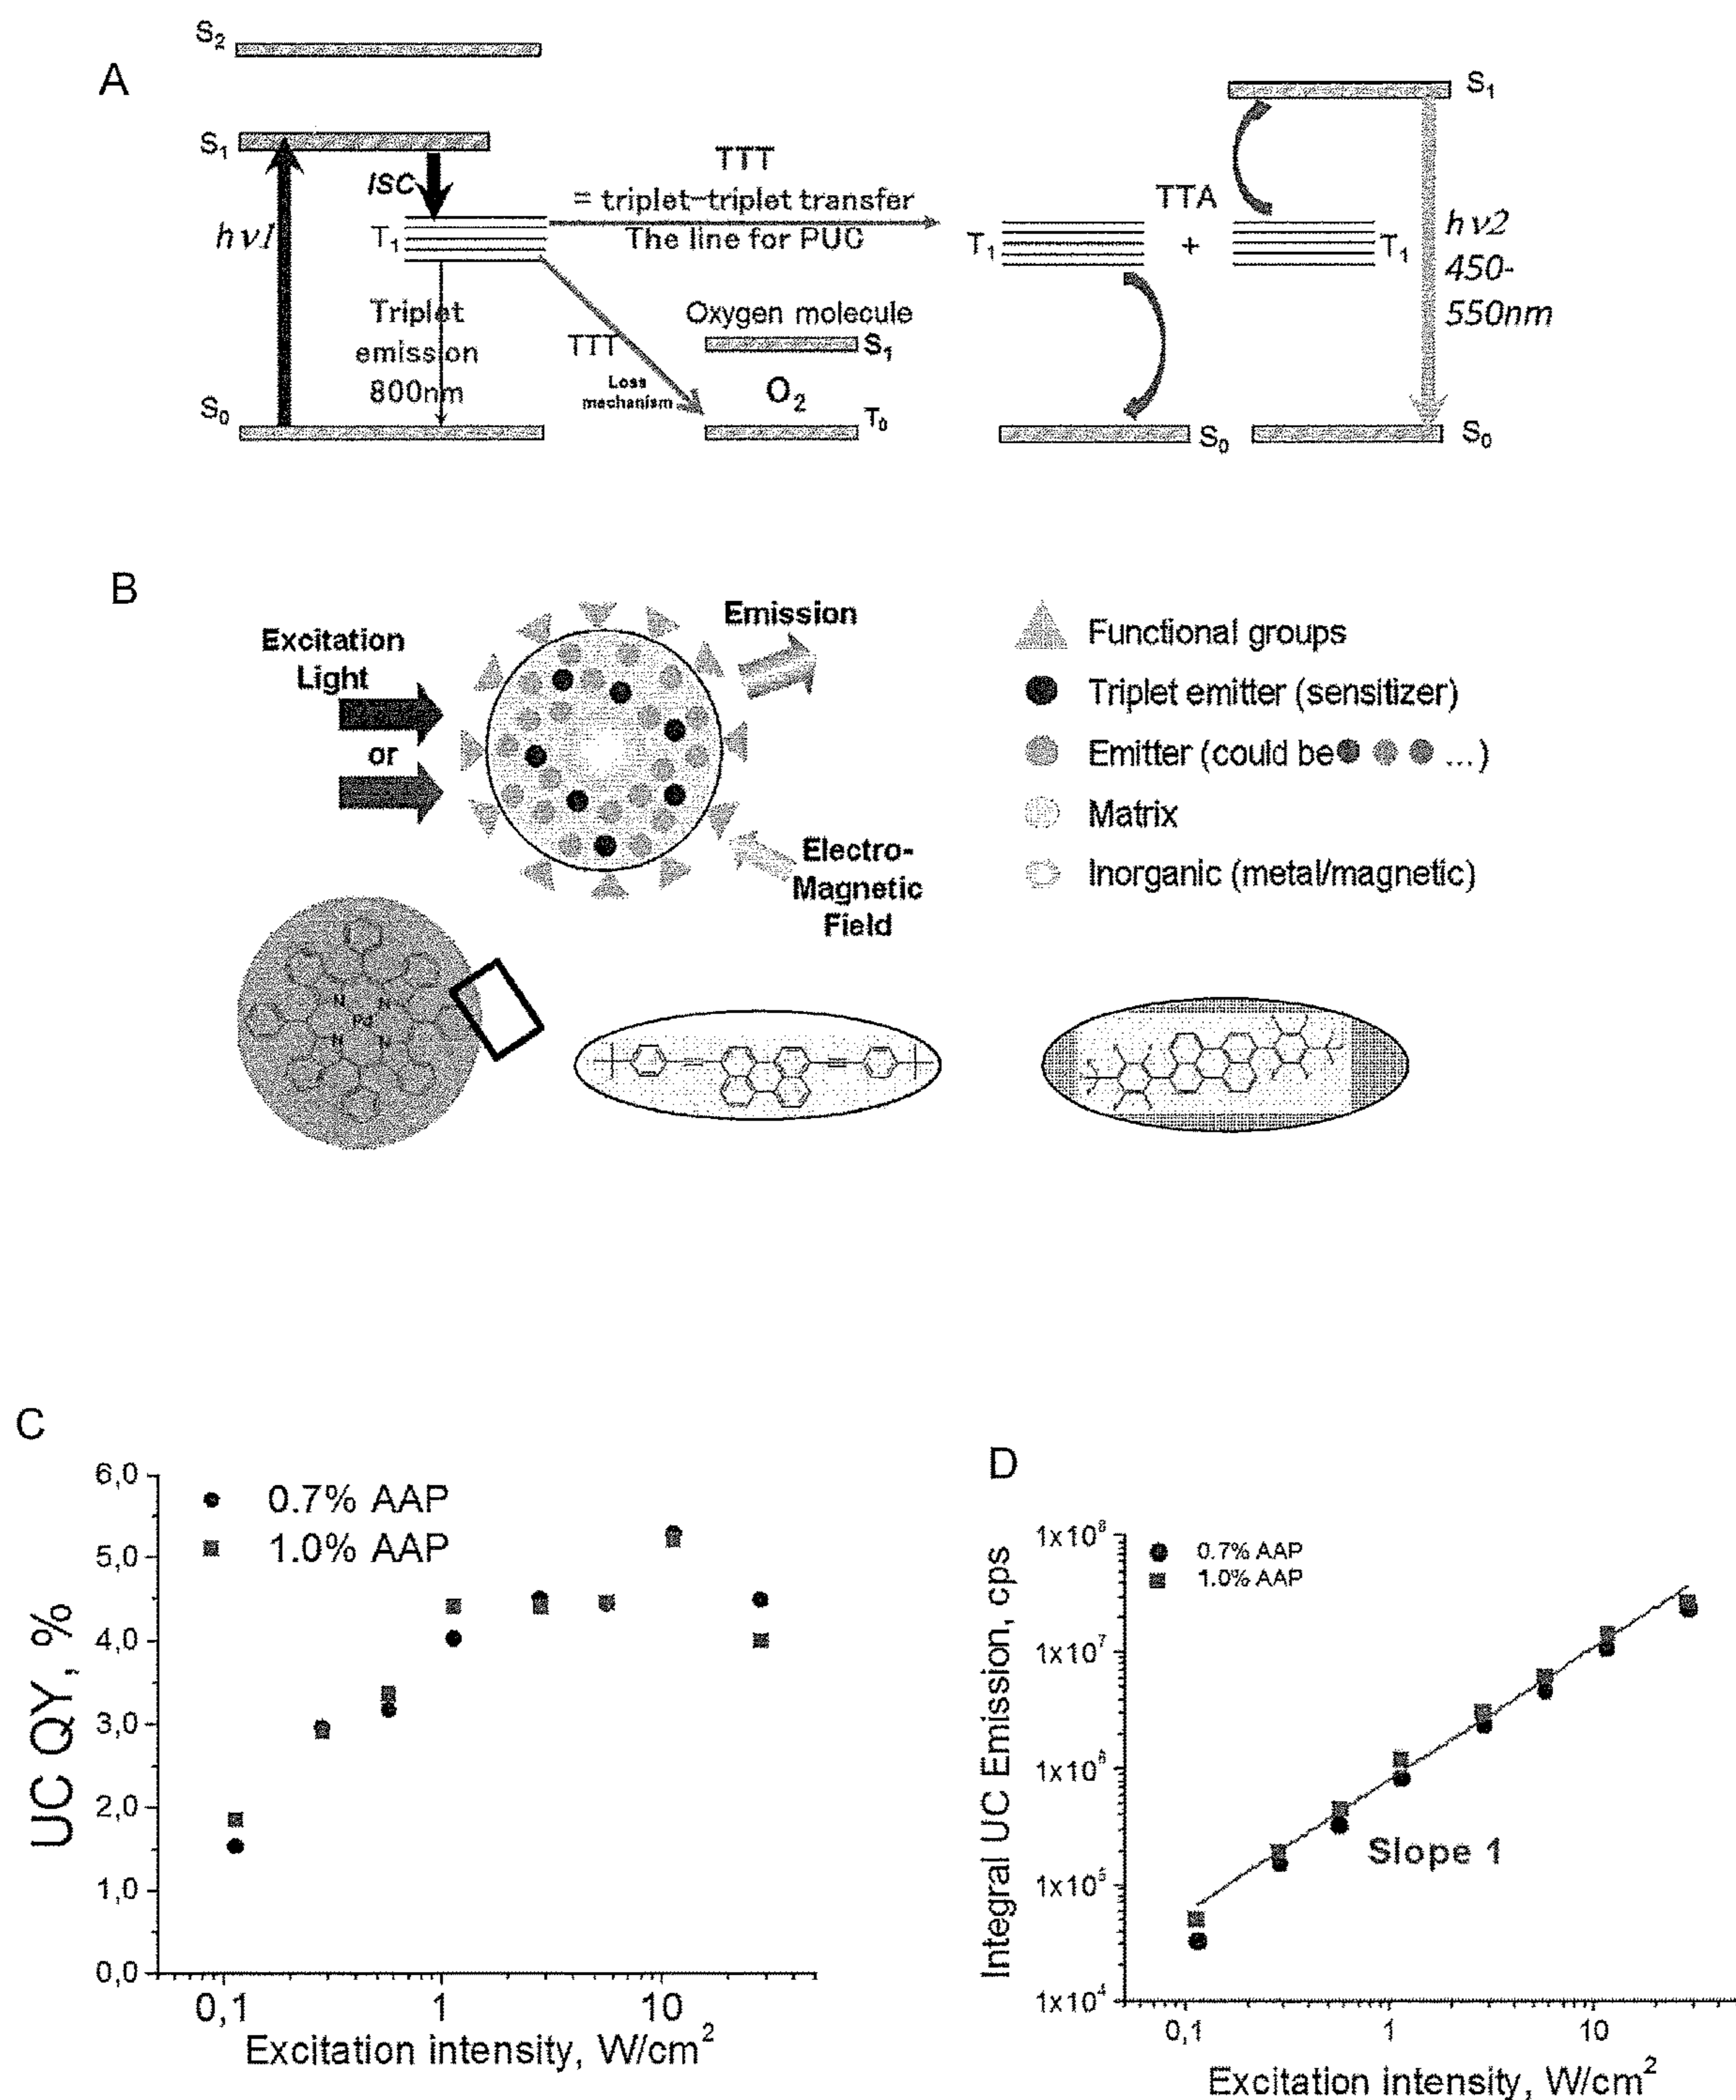 A
S2
S1
ISC
hν1
T1
TTT
= triplet-triplet transfer
The line for PUC
Triplet
emission
800nm
S0
TTT
Loss
mechanism
Oxygen molecule
S1
O2
T0
T1
TTA
+
T1
S1
hν2
450-
550nm
S0
S0
B
Excitation
Light
or
Emission
Electro-
Magnetic
Field
Functional groups
Triplet emitter (sensitizer)
Emitter (could be ...)
Matrix
Inorganic (metal/magnetic)
N N
Pd
N N
C
0.7% AAP
1.0% AAP
UC QY, %
6,0
5,0
4,0
3,0
2,0
1,0
0,0
0,1 1 10
Excitation intensity, W/cm2
D
0.7% AAP
1.0% AAP
Integral UC Emission, cps
1x10^8
1x10^7
1x10^6
1x10^5
1x10^4
Slope 1
0,1 1 10
Excitation intensity, W/cm2